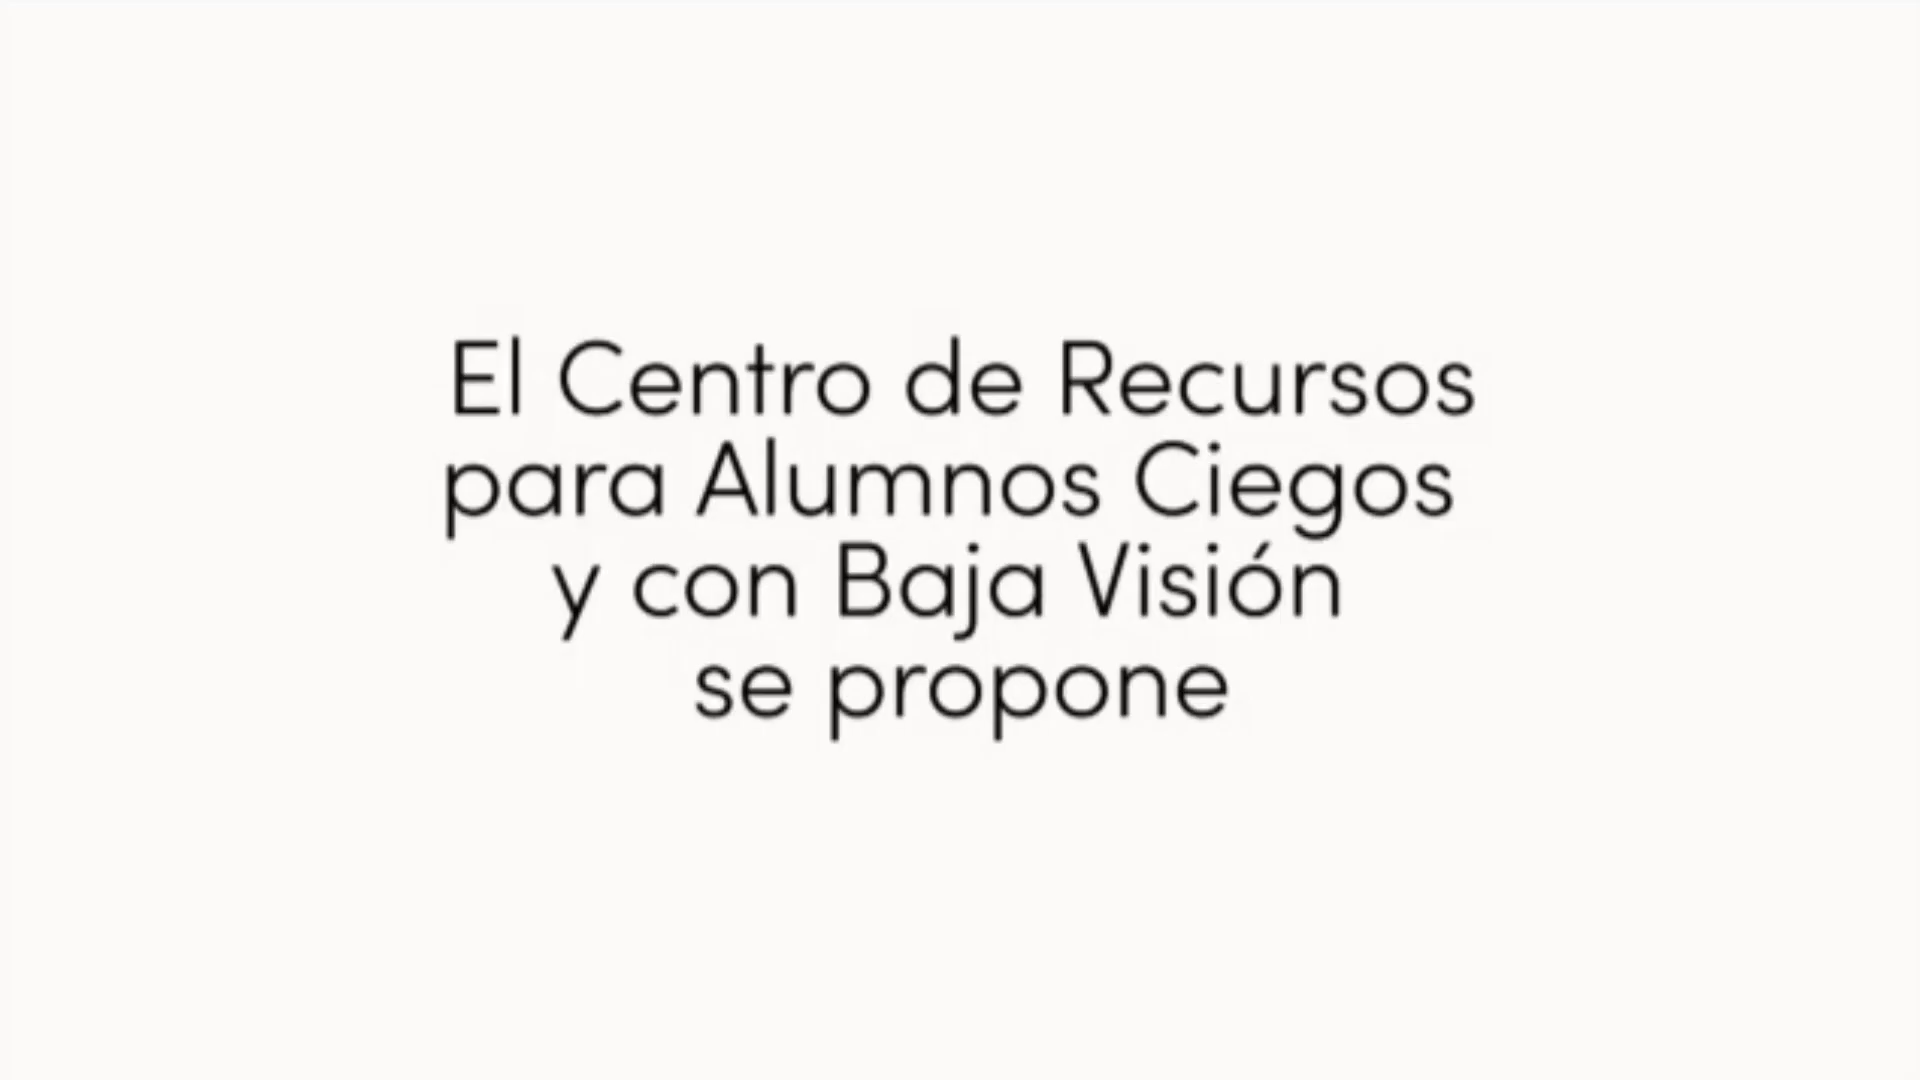 El Centro de Recursos
para Alumnos Ciegos
y con Baja Visión
se propone